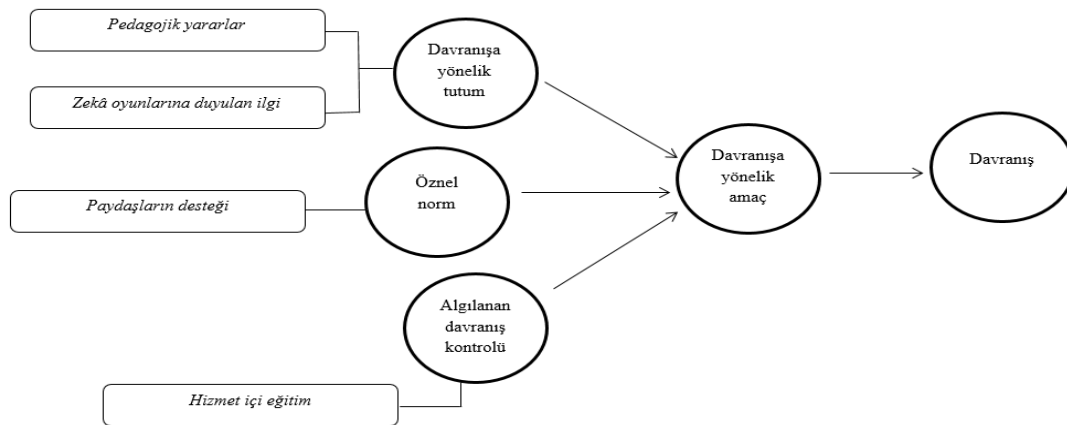 Pedagojik yararlar
Zekâ oyunlarına duyulan ilgi
Davranışa
yönelik
tutum
Paydaşların desteği
Öznel
norm
Hizmet içi eğitim
Algılanan
davranış
kontrolü
Davranışa
yönelik
amaç
Davranış